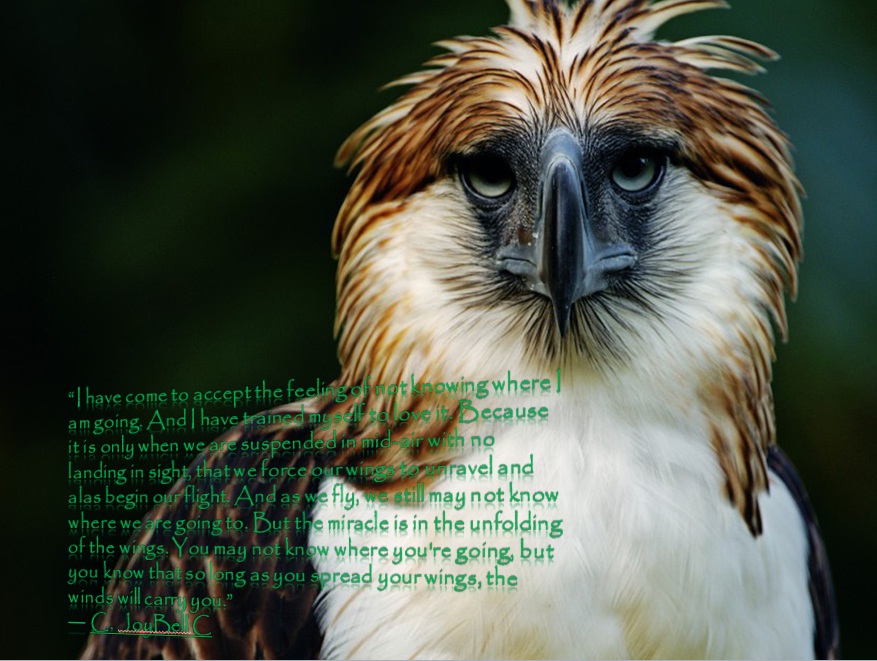 “I have come to accept the feeling of not knowing where I
am going. And I have trained myself to love it. Because
it is only when we are suspended in mid-air with no
landing in sight, that we force our wings to unravel and
alas begin our flight. And as we fly, we still may not know
where we are going to. But the miracle is in the unfolding
of the wings. You may not know where you're going, but
you know that so long as you spread your wings, the
winds will carry you.”
— C. JoyBell C